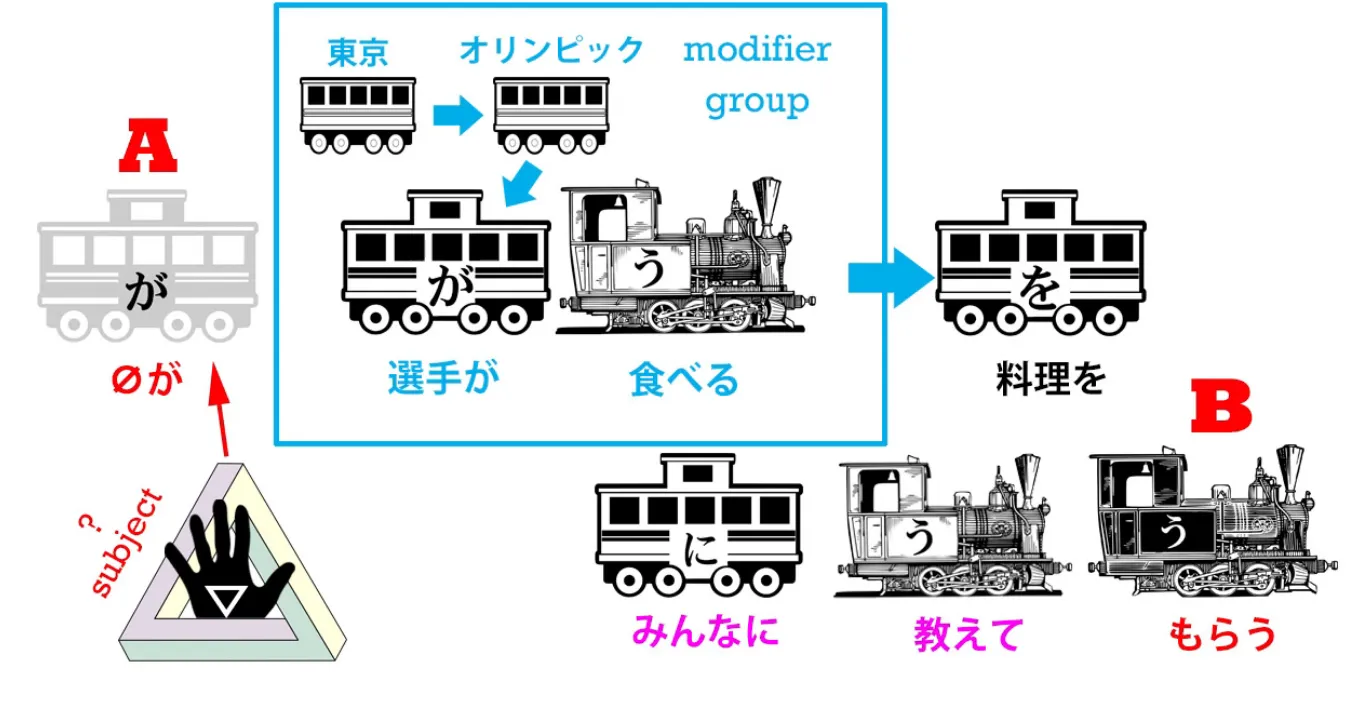 東京
オリンピック
modifier
group
A
が
が
う
を
∅が
選手が
食べる
料理を
B
? subject
に
う
う
みんなに
教えて
もらう